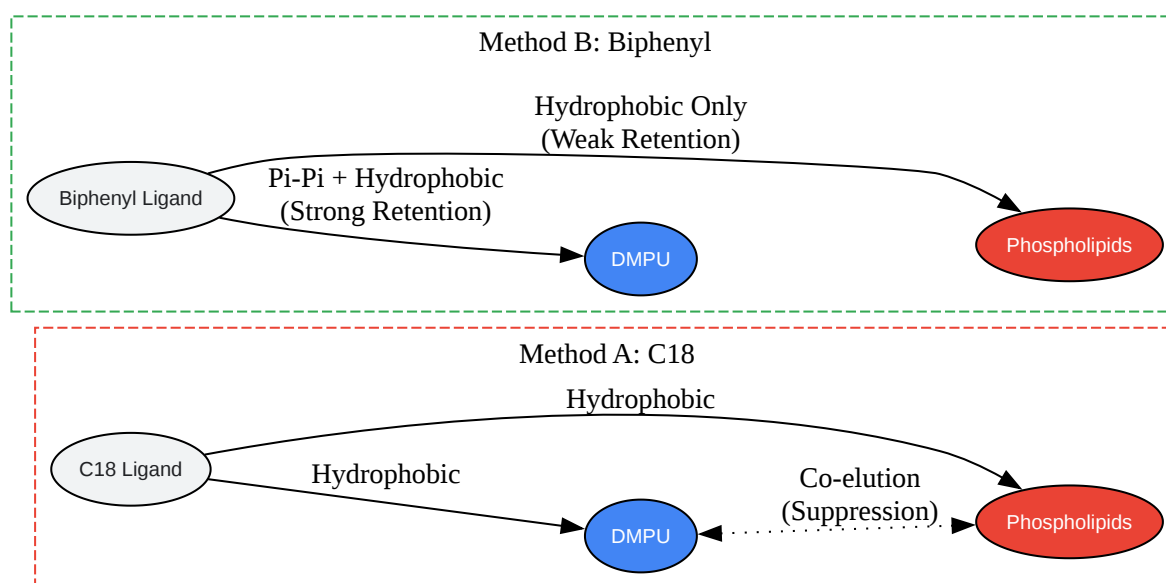 Method B: Biphenyl
Hydrophobic Only
(Weak Retention)
Pi-Pi + Hydrophobic
(Strong Retention)
Biphenyl Ligand
DMPU
Phospholipids
Method A: C18
Hydrophobic
C18 Ligand
Hydrophobic
Co-elution
(Suppression)
DMPU
Phospholipids